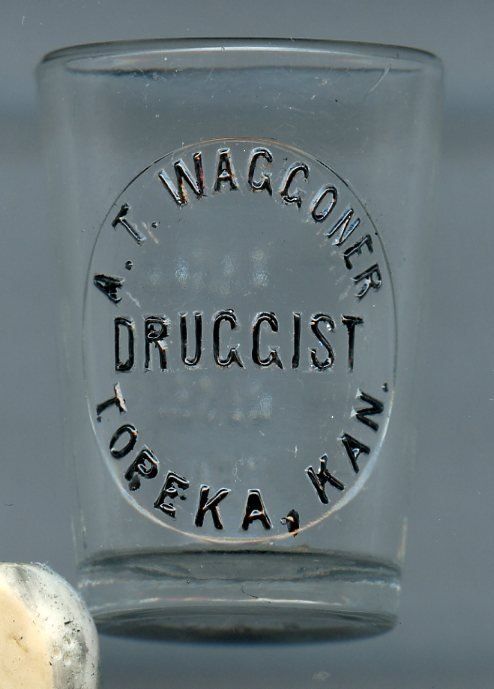 A. T. WAGGONER
DRUGGIST
TOPEKA, KAN.